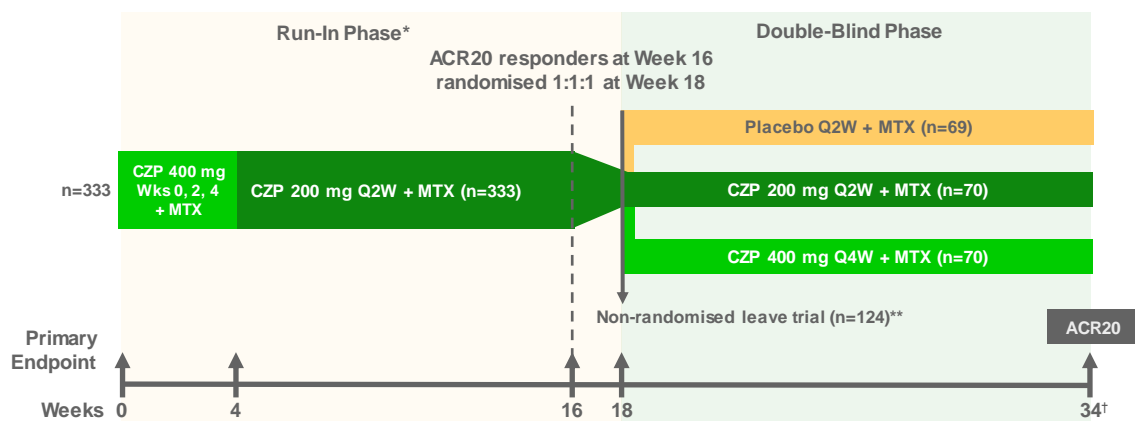 Run-In Phase*
Double-Blind Phase
ACR20 responders at Week 16
randomised 1:1:1 at Week 18
Placebo Q2W + MTX (n=69)
n=333
CZP 400 mg
Wks 0, 2, 4
+ MTX
CZP 200 mg Q2W + MTX (n=333)
CZP 200 mg Q2W + MTX (n=70)
CZP 400 mg Q4W + MTX (n=70)
Non-randomised leave trial (n=124)**
ACR20
Primary
Endpoint
Weeks 0 4 16 18 34†